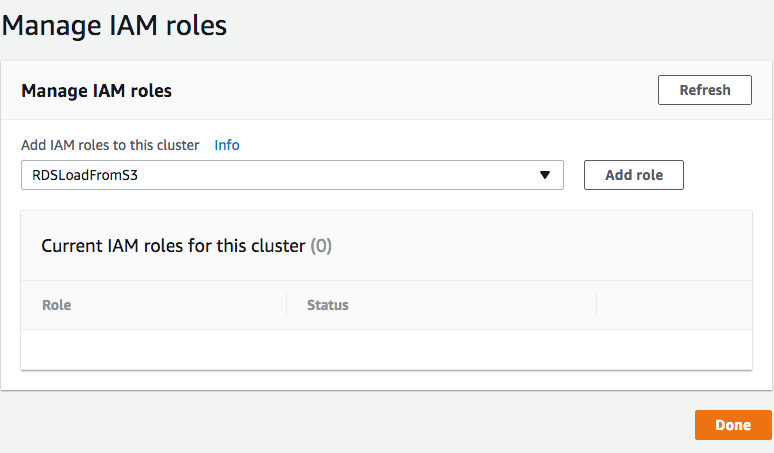 Manage IAM roles
Manage IAM roles
Refresh
Add IAM roles to this cluster Info
RDSLoadFromS3
Add role
Current IAM roles for this cluster (0)
Role Status
Done